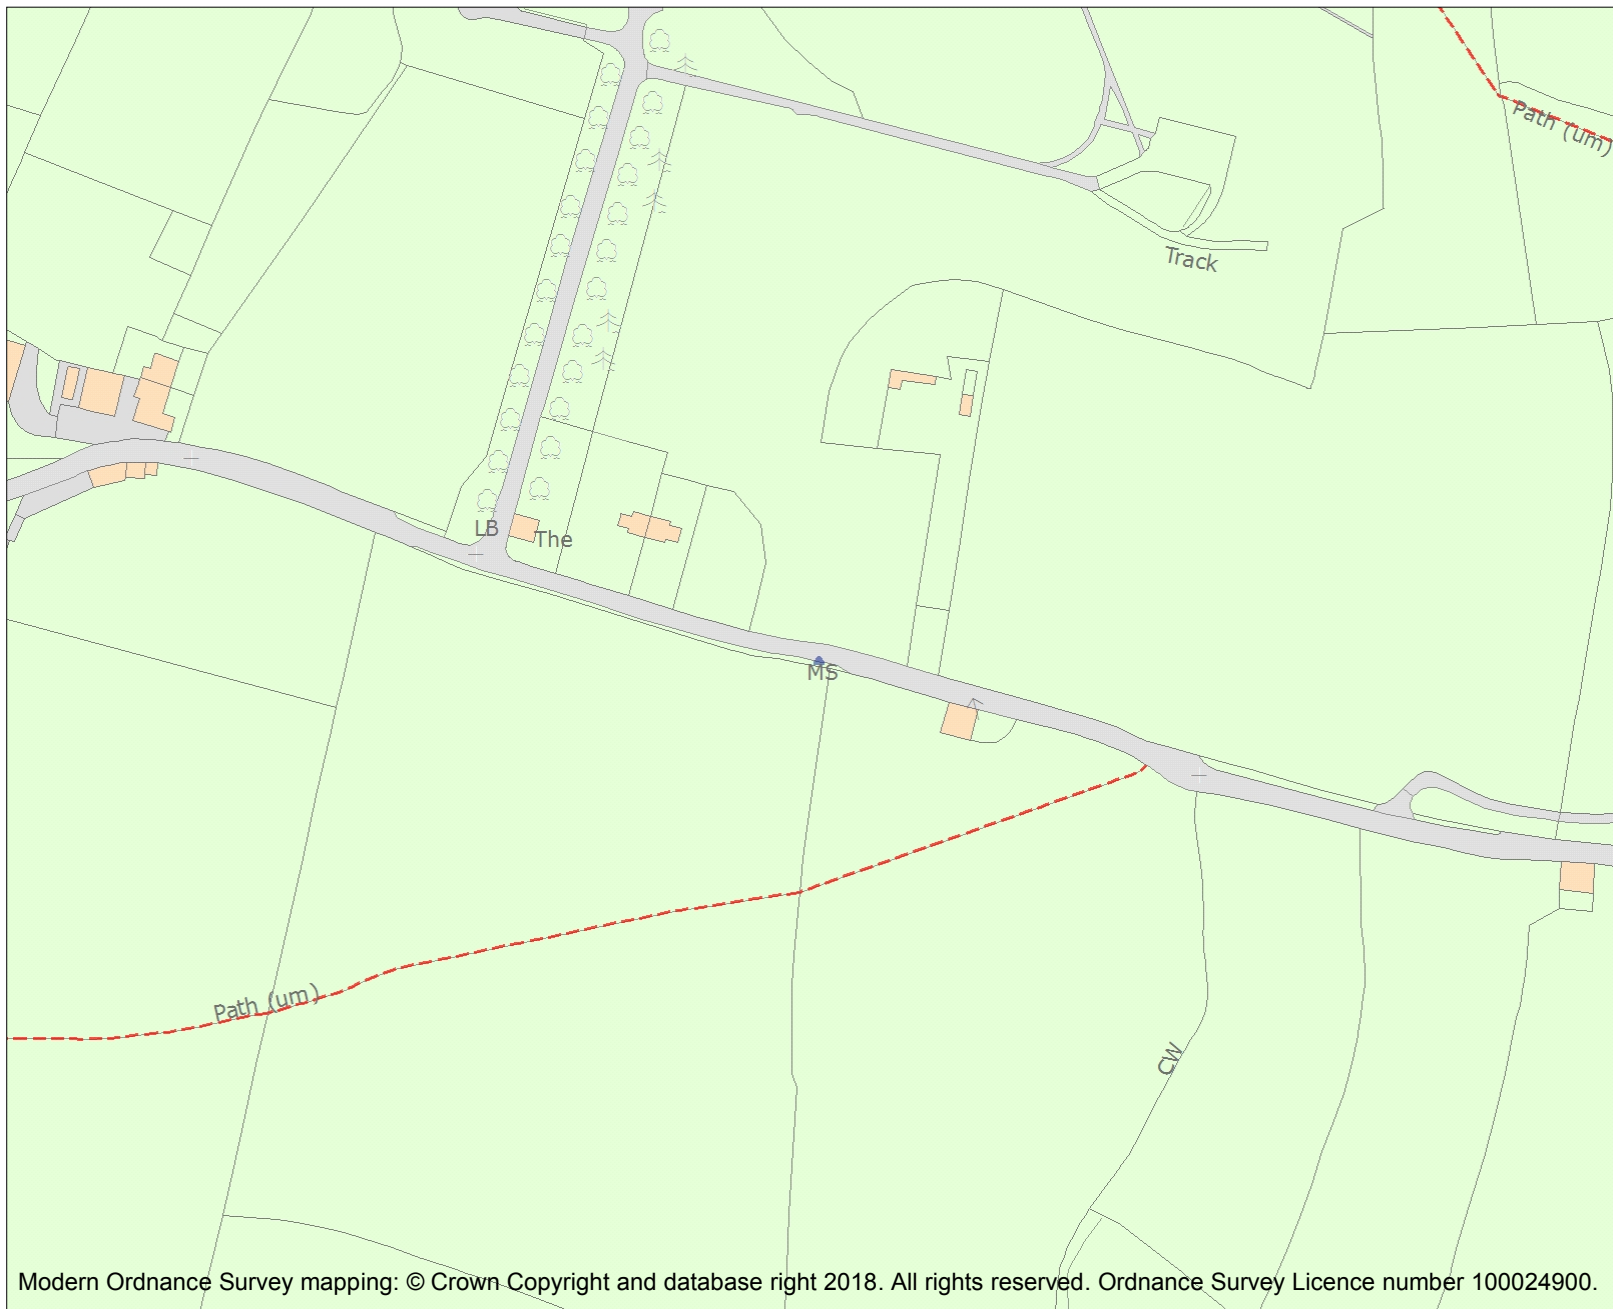 Path (um)
Track
LB
The
MS
Path (um)
CW
Modern Ordnance Survey mapping: © Crown Copyright and database right 2018. All rights reserved. Ordnance Survey Licence number 100024900.